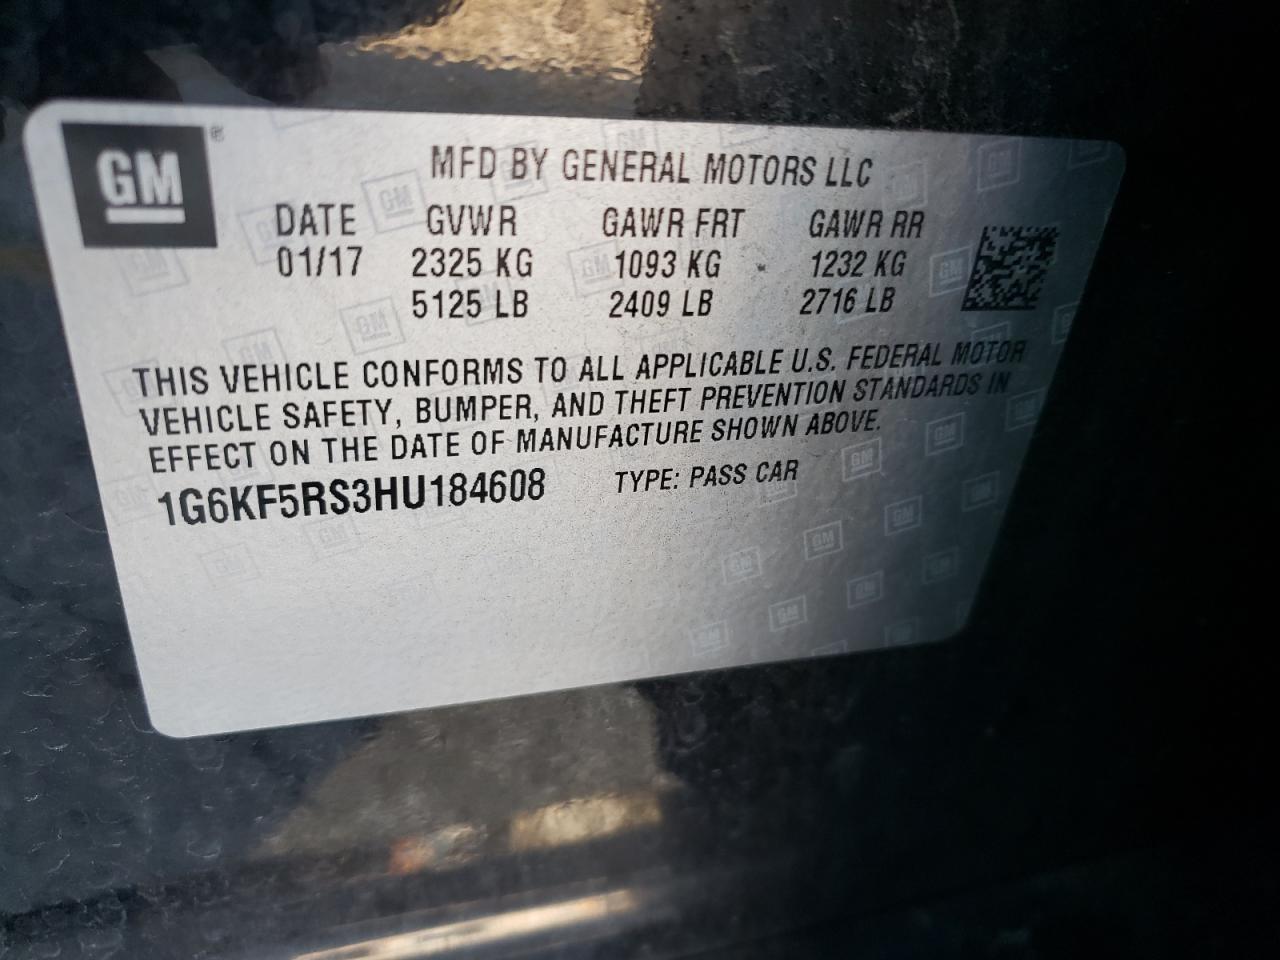 GM ®
MFD BY GENERAL MOTORS LLC
DATE GVWR GAWR FRT GAWR RR
01/17 2325 KG 1093 KG 1232 KG
5125 LB 2409 LB 2716 LB
THIS VEHICLE CONFORMS TO ALL APPLICABLE U.S. FEDERAL MOTOR
VEHICLE SAFETY, BUMPER, AND THEFT PREVENTION STANDARDS IN
EFFECT ON THE DATE OF MANUFACTURE SHOWN ABOVE.
1G6KF5RS3HU184608 TYPE: PASS CAR